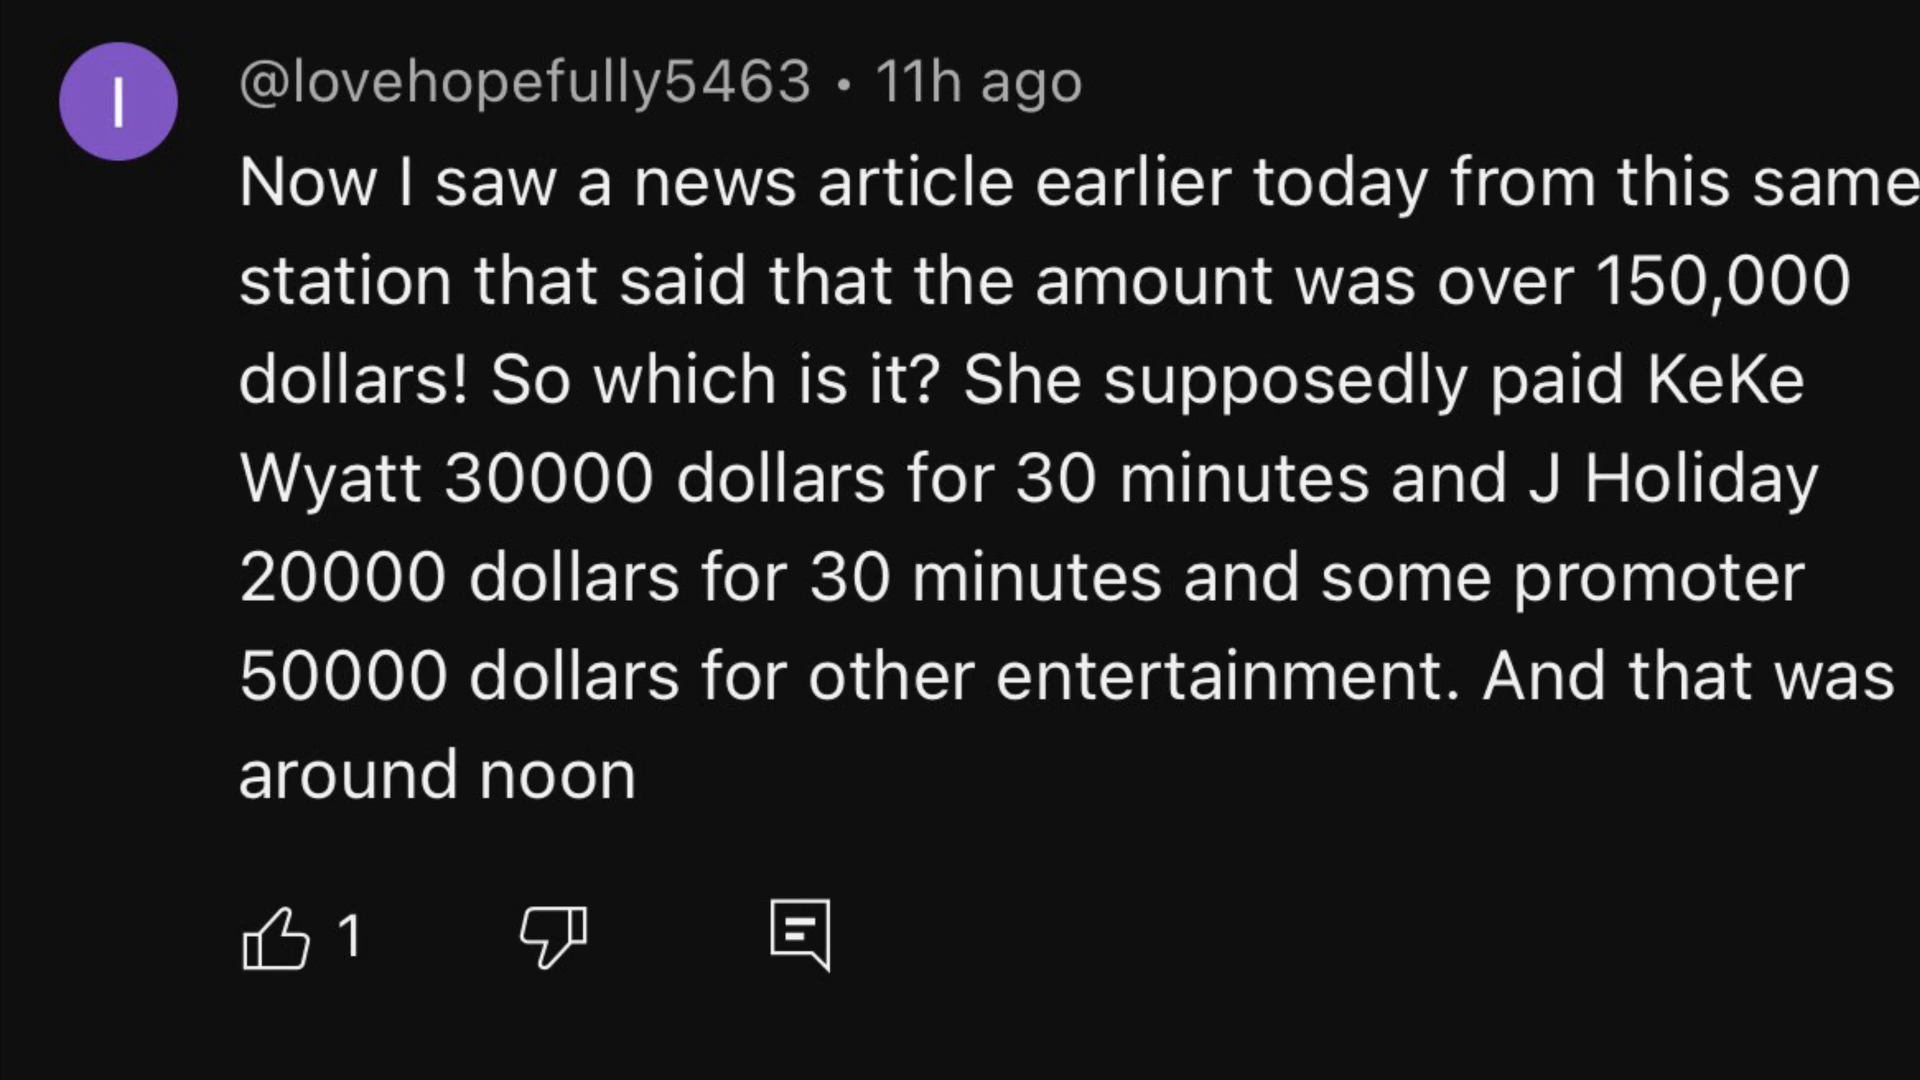 l
@lovehopefully5463 • 11h ago
Now I saw a news article earlier today from this same
station that said that the amount was over 150,000
dollars! So which is it? She supposedly paid KeKe
Wyatt 30000 dollars for 30 minutes and J Holiday
20000 dollars for 30 minutes and some promoter
50000 dollars for other entertainment. And that was
around noon
1